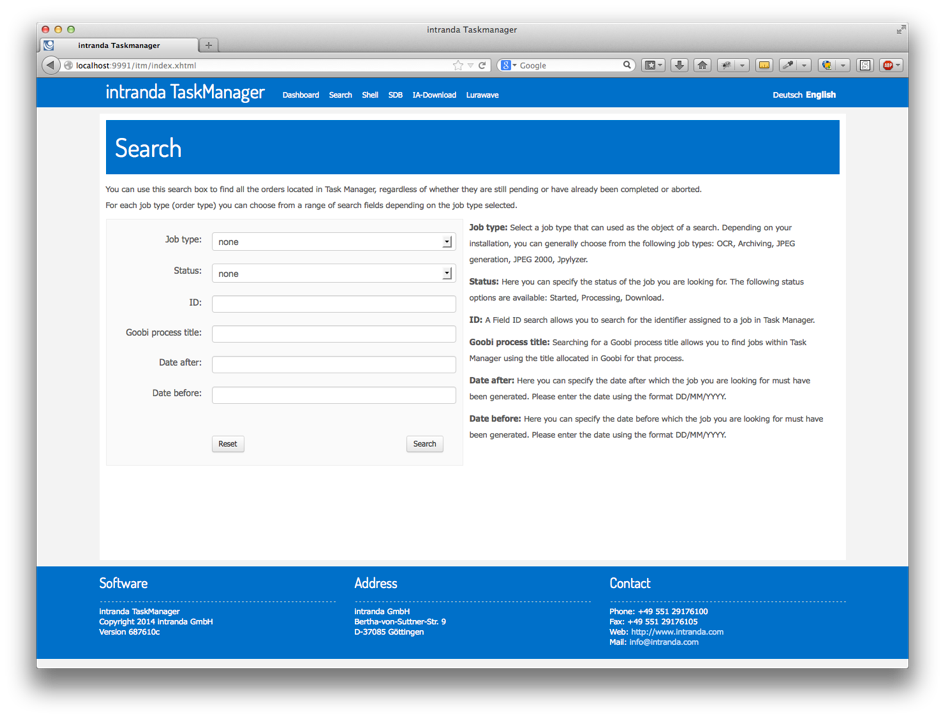 intranda Taskmanager
intranda Taskmanager
localhost:9991/itm/index.xhtml
Google
intranda TaskManager
Dashboard Search Shell SDB IA-Download Lurawave
Deutsch English
Search
You can use this search box to find all the orders located in Task Manager, regardless of whether they are still pending or have already been completed or aborted.
For each job type (order type) you can choose from a range of search fields depending on the job type selected.
Job type:
none
Status:
none
ID:
Goobi process title:
Date after:
Date before:
Reset
Search
Job type: Select a job type that can used as the object of a search. Depending on your
installation, you can generally choose from the following job types: OCR, Archiving, JPEG
generation, JPEG 2000, Jpylyzer.
Status: Here you can specify the status of the job you are looking for. The following status
options are available: Started, Processing, Download.
ID: A Field ID search allows you to search for the identifier assigned to a job in Task Manager.
Goobi process title: Searching for a Goobi process title allows you to find jobs within Task
Manager using the title allocated in Goobi for that process.
Date after: Here you can specify the date after which the job you are looking for must have
been generated. Please enter the date using the format DD/MM/YYYY.
Date before: Here you can specify the date before which the job you are looking for must have
been generated. Please enter the date using the format DD/MM/YYYY.
Software
intranda TaskManager
Copyright 2014 intranda GmbH
Version 687610c
Address
intranda GmbH
Bertha-von-Suttner-Str. 9
D-37085 Göttingen
Contact
Phone: +49 551 29176100
Fax: +49 551 29176105
Web: http://www.intranda.com
Mail: info@intranda.com